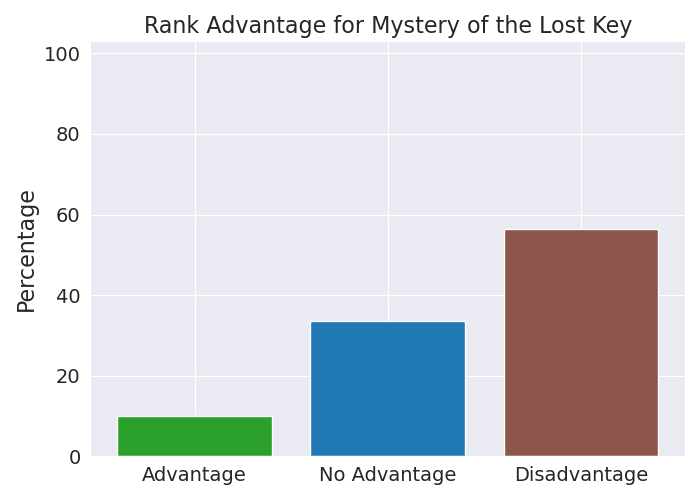 Rank Advantage for Mystery of the Lost Key
100
80
60
40
20
0
Percentage
Advantage
No Advantage
Disadvantage